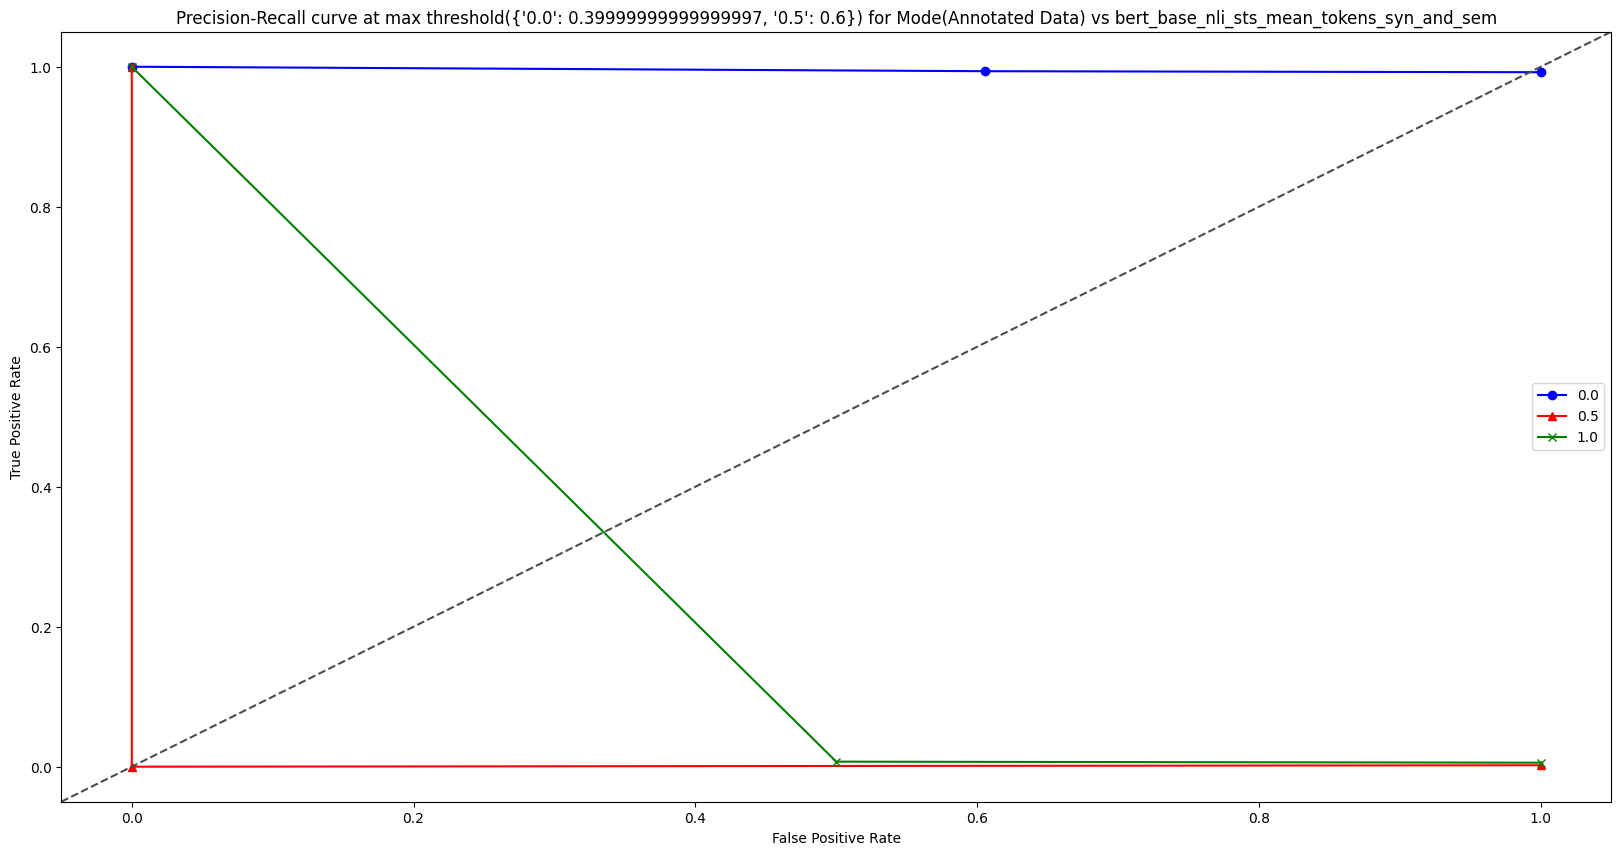 Precision-Recall curve at max threshold({'0.0': 0.39999999999999997, '0.5': 0.6}) for Mode(Annotated Data) vs bert_base_nli_sts_mean_tokens_syn_and_sem
1.0
0.8
0.6
0.4
0.2
0.0
True Positive Rate
0.0
0.5
1.0
0.0 0.2 0.4 0.6 0.8 1.0
False Positive Rate